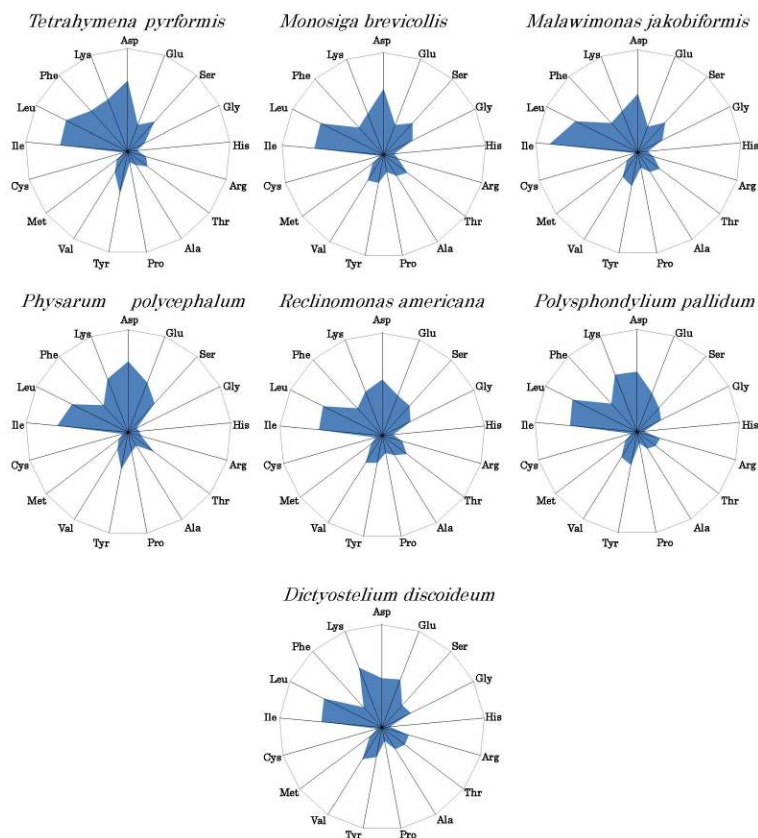 Tetrahymena pyrformis
Monosiga brevicollis
Malawimonas jakobiformis
Asp
Glu
Ser
Gly
His
Arg
Thr
Ala
Pro
Tyr
Val
Met
Cys
Ile
Leu
Phe
Lys
Asp
Glu
Ser
Gly
His
Arg
Thr
Ala
Pro
Tyr
Val
Met
Cys
Ile
Leu
Phe
Lys
Asp
Glu
Ser
Gly
His
Arg
Thr
Ala
Pro
Tyr
Val
Met
Cys
Ile
Leu
Phe
Lys
Physarum polycephalum
Reclinomonas americana
Polysphondylium pallidum
Asp
Glu
Ser
Gly
His
Arg
Thr
Ala
Pro
Tyr
Val
Met
Cys
Ile
Leu
Phe
Lys
Asp
Glu
Ser
Gly
His
Arg
Thr
Ala
Pro
Tyr
Val
Met
Cys
Ile
Leu
Phe
Lys
Asp
Glu
Ser
Gly
His
Arg
Thr
Ala
Pro
Tyr
Val
Met
Cys
Ile
Leu
Phe
Lys
Dictyostelium discoideum
Asp
Glu
Ser
Gly
His
Arg
Thr
Ala
Pro
Tyr
Val
Met
Cys
Ile
Leu
Phe
Lys